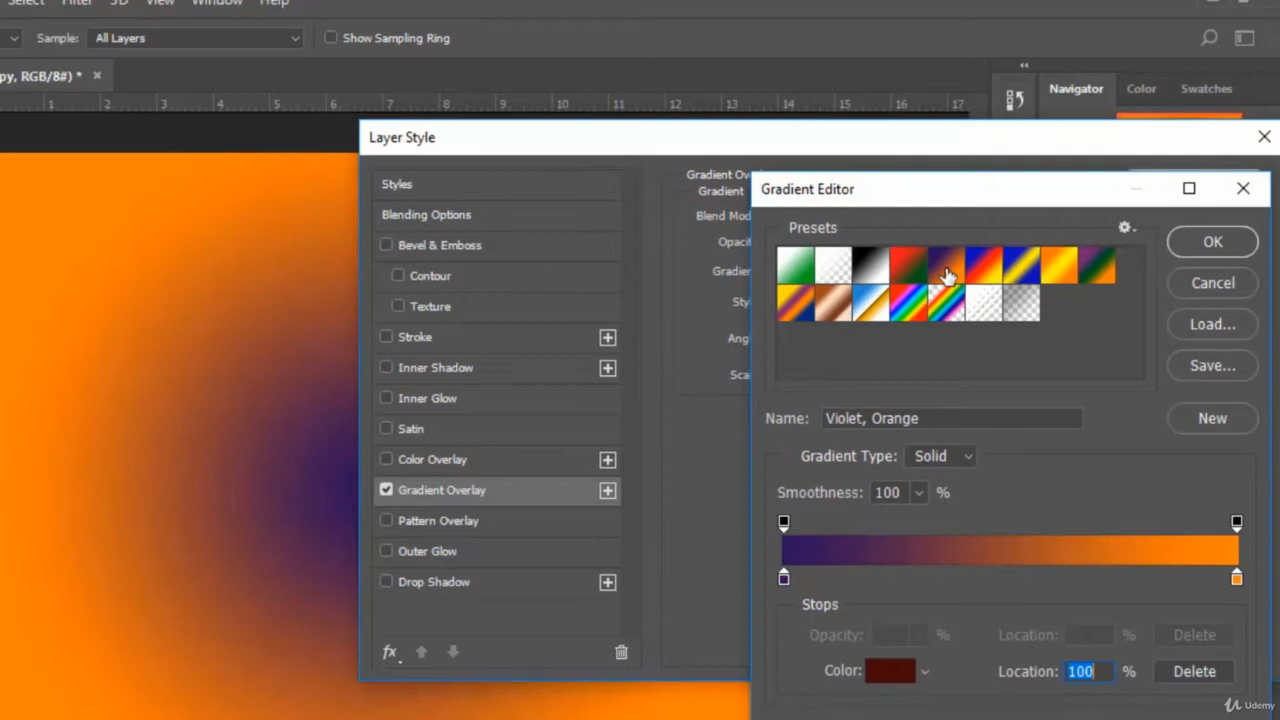 Select Filter 3D View Window Help
Sample: All Layers Show Sampling Ring
py, RGB/8#) * ×
1 2 3 4 5 6 7 8 9 10 11 12 13 14 15 16 17
Navigator Color Swatches
Layer Style
Styles
Blending Options
Bevel & Emboss
Contour
Texture
Stroke
Inner Shadow
Inner Glow
Satin
Color Overlay
Gradient Overlay
Pattern Overlay
Outer Glow
Drop Shadow
fx
Gradient Ov
Gradient
Blend Mod
Opaci
Gradien
Sty
Ang
Sca
Gradient Editor
Presets
OK
Cancel
Load...
Save...
Name: Violet, Orange
New
Gradient Type: Solid
Smoothness: 100 %
Stops
Opacity: % Location: % Delete
Color: Location: 100 % Delete
Udemy